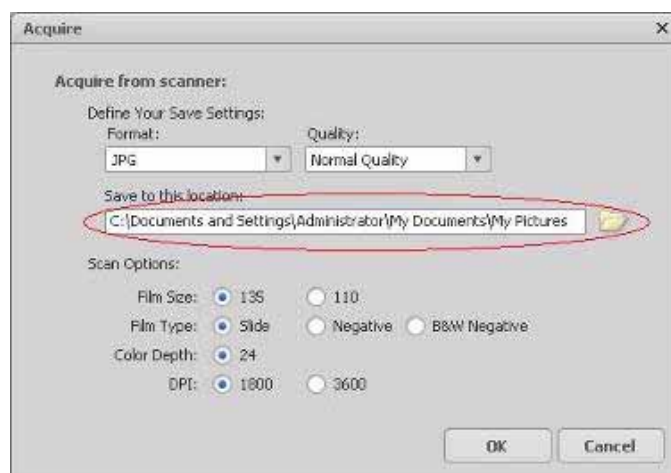 Acquire
Acquire from scanner:
Define Your Save Settings:
Format: Quality:
JPG Normal Quality
Save to this location:
C:\Documents and Settings\Administrator\My Documents\My Pictures
Scan Options:
Film Size: 135 110
Film Type: Slide Negative B&W Negative
Color Depth: 24
DPI: 1800 3600
OK Cancel